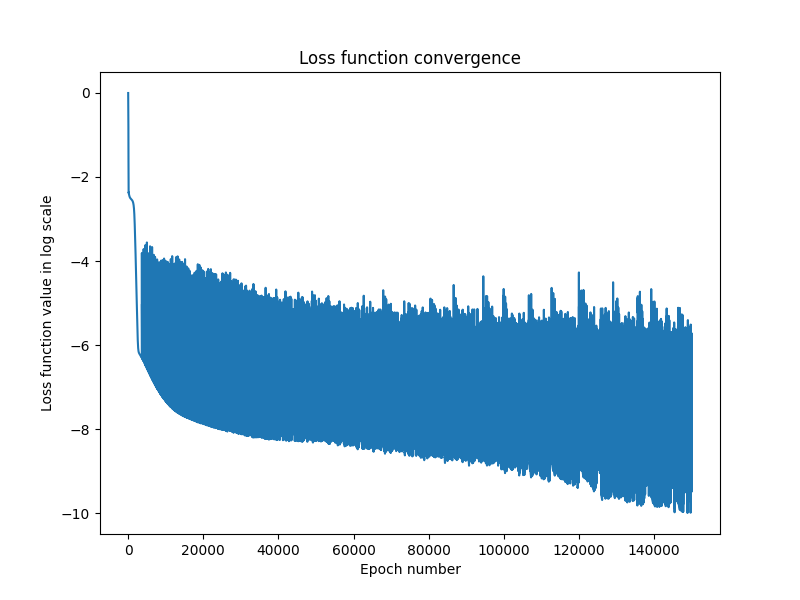 Loss function convergence
Loss function value in log scale
0
−2
−4
−6
−8
−10
0 20000 40000 60000 80000 100000 120000 140000
Epoch number